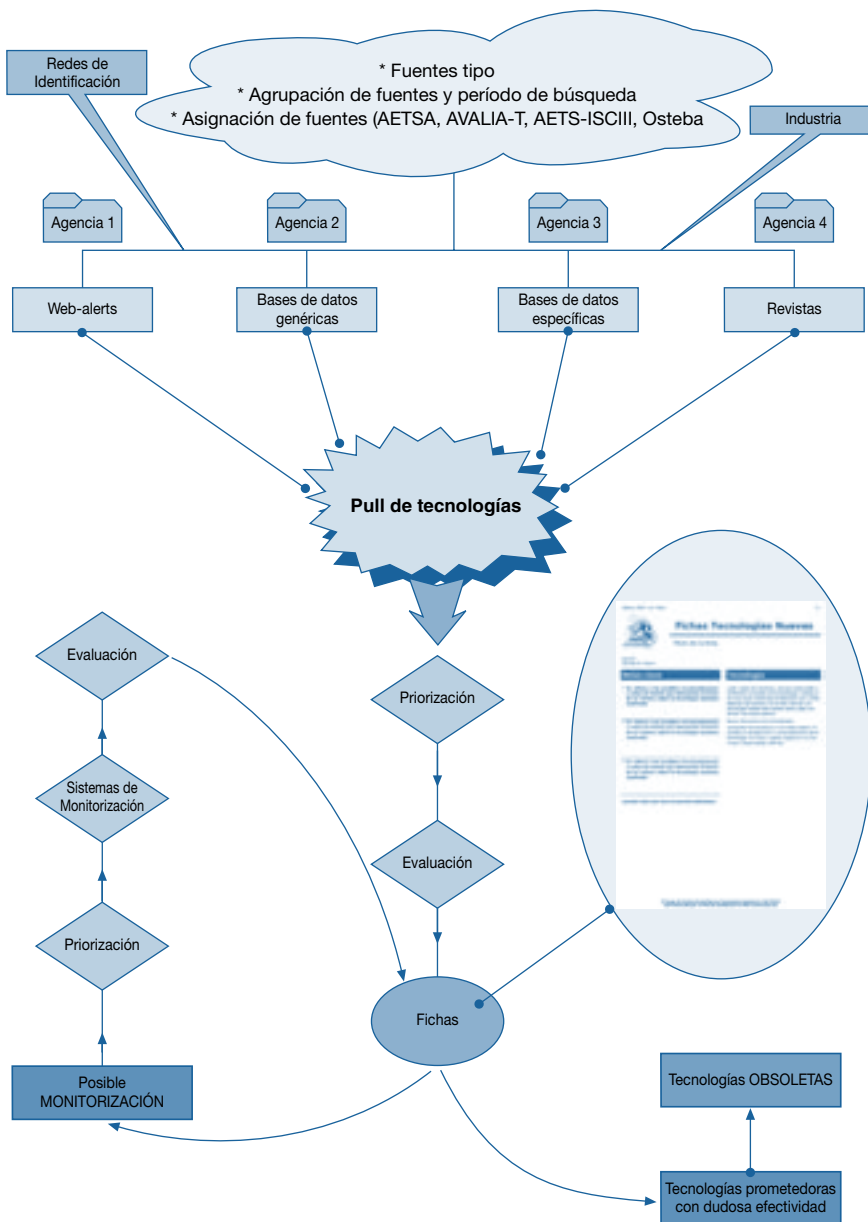 Redes de
Identificación
* Fuentes tipo
* Agrupación de fuentes y período de búsqueda
* Asignación de fuentes (AETSA, AVALIA-T, AETS-ISCIII, Osteba
Industria
Agencia 1
Agencia 2
Agencia 3
Agencia 4
Web-alerts
Bases de datos
genéricas
Bases de datos
específicas
Revistas
Pull de tecnologías
Fichas Tecnologías Nuevas
Evaluación
Priorización
Sistemas de
Monitorización
Evaluación
Priorización
Fichas
Posible
MONITORIZACIÓN
Tecnologías OBSOLETAS
Tecnologías prometedoras
con dudosa efectividad